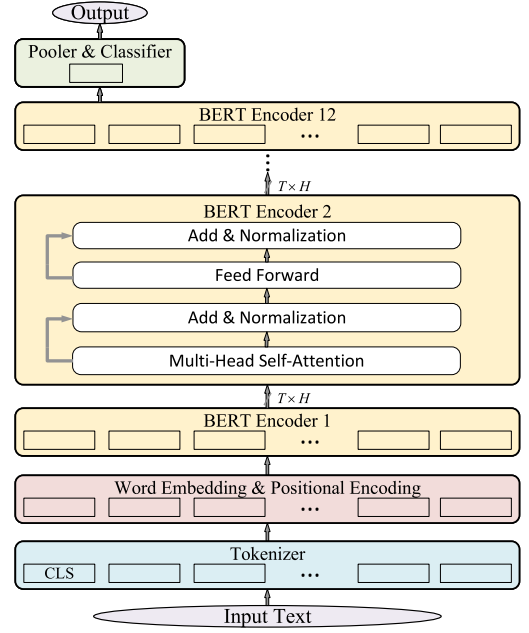 Output
Pooler & Classifier
BERT Encoder 12
...
T×H
BERT Encoder 2
Add & Normalization
Feed Forward
Add & Normalization
Multi-Head Self-Attention
T×H
BERT Encoder 1
...
Word Embedding & Positional Encoding
...
Tokenizer
CLS ...
Input Text